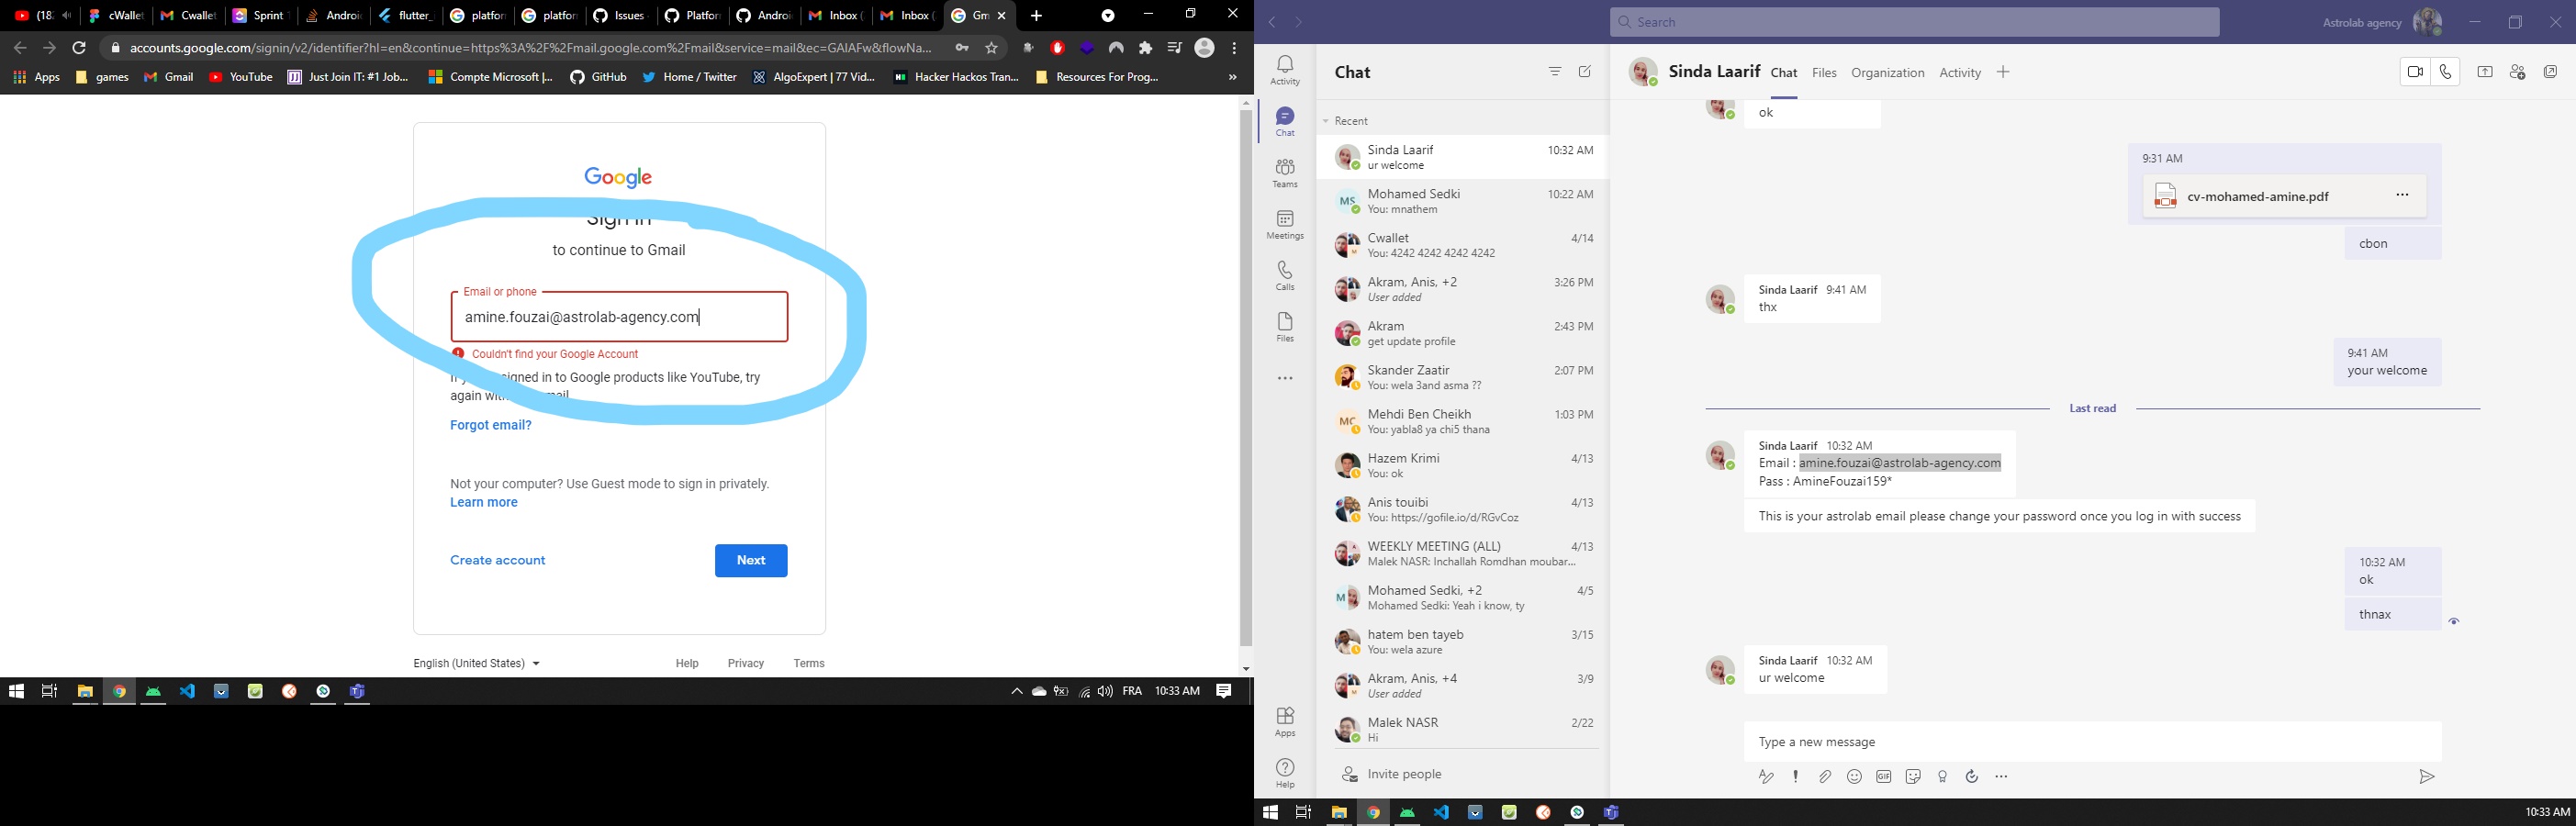 (18
cWallet
Cwallet
Sprint 1
Androi
flutter_
platfor
platfor
Issues
Platfor
Androi
Inbox (
Inbox (
Gm
accounts.google.com/signin/v2/identifier?hl=en&continue=https%3A%2F%2Fmail.google.com%2Fmail&service=mail&ec=GAlAFw&flowNa...
Apps
games
Gmail
YouTube
Just Join IT: #1 Job...
Compte Microsoft |...
GitHub
Home / Twitter
AlgoExpert | 77 Vid...
Hacker Hackos Tran...
Resources For Prog...
»
Google
Sign in
to continue to Gmail
Email or phone
amine.fouzai@astrolab-agency.com
Couldn't find your Google Account
signed in to Google products like YouTube, try
again
Forgot email?
Not your computer? Use Guest mode to sign in privately.
Learn more
Create account
Next
English (United States)
Help
Privacy
Terms
FRA
10:33 AM
Search
Astrolab agency
Activity
Chat
Teams
Meetings
Calls
Files
...
Apps
Help
Chat
Recent
Sinda Laarif 10:32 AM
ur welcome
MS
Mohamed Sedki 10:22 AM
You: mnathem
Cwallet 4/14
You: 4242 4242 4242 4242
Akram, Anis, +2 3:26 PM
User added
Akram 2:43 PM
get update profile
Skander Zaatir 2:07 PM
You: wela 3and asma ??
MC
Mehdi Ben Cheikh 1:03 PM
You: yabla8 ya chi5 thana
Hazem Krimi 4/13
You: ok
Anis touibi 4/13
You: https://gofile.io/d/RGvCoz
WEEKLY MEETING (ALL) 4/13
Malek NASR: Inchallah Romdhan moubar...
M
Mohamed Sedki, +2 4/5
Mohamed Sedki: Yeah i know, ty
hatem ben tayeb 3/15
You: wela azure
Akram, Anis, +4 3/9
User added
Malek NASR 2/22
Hi
Invite people
Sinda Laarif
Chat
Files
Organization
Activity
ok
9:31 AM
cv-mohamed-amine.pdf
...
cbon
Sinda Laarif 9:41 AM
thx
9:41 AM
your welcome
Last read
Sinda Laarif 10:32 AM
Email : amine.fouzai@astrolab-agency.com
Pass : AmineFouzai159*
This is your astrolab email please change your password once you log in with success
10:32 AM
ok
thnax
Sinda Laarif 10:32 AM
ur welcome
Type a new message
GIF
...
10:33 AM